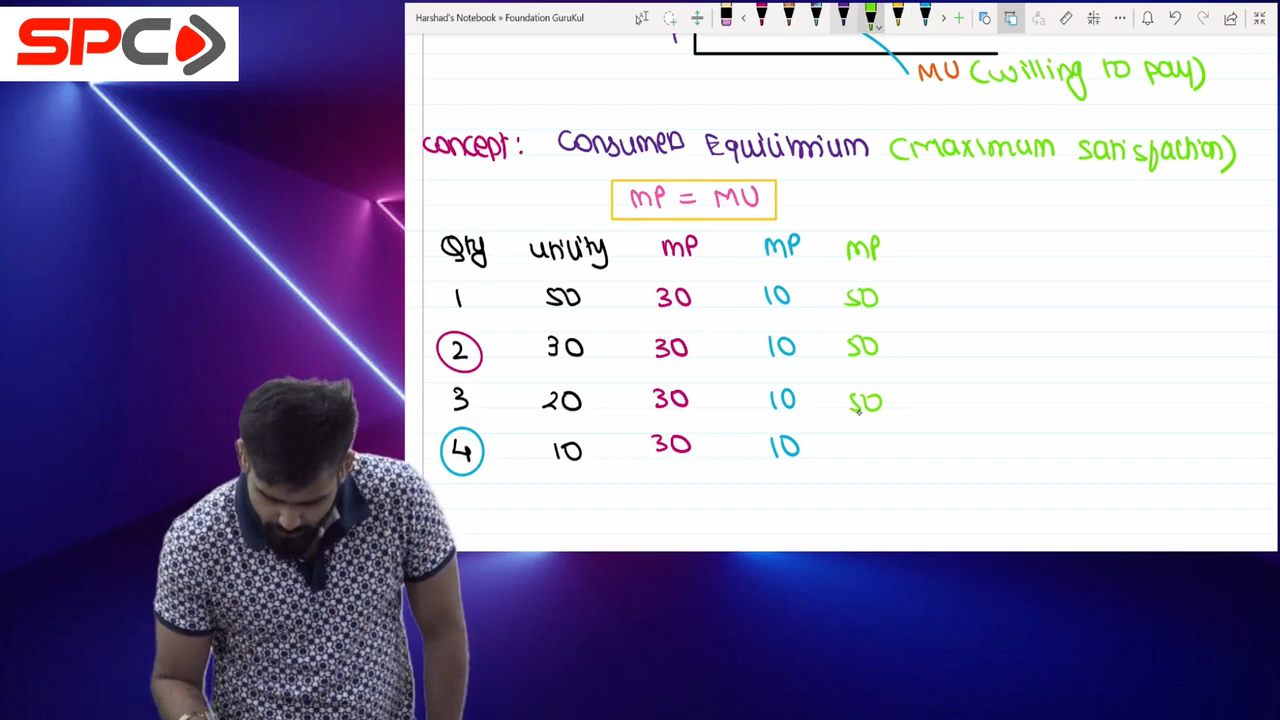 SPC
Harshad's Notebook » Foundation GuruKul
MU (willing to pay)
concept: Consumer Equilibrium (Maximum satisfaction)
MP = MU
Qty utility MP MP MP
1 50 30 10 50
2 30 30 10 50
3 20 30 10 50
4 10 30 10